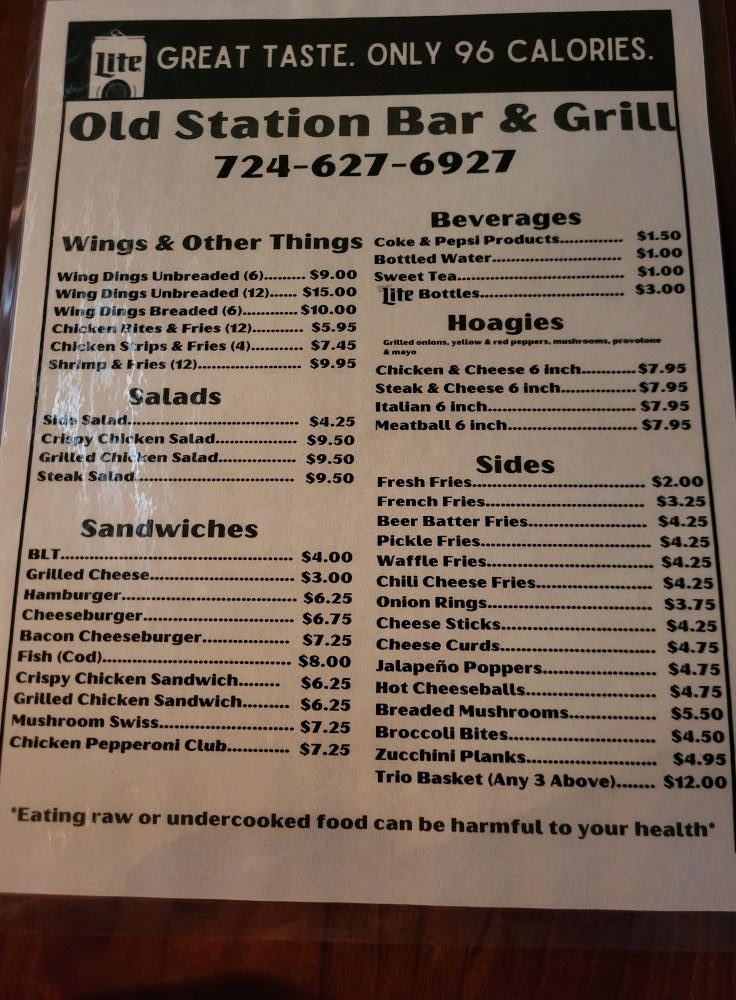 Lite GREAT TASTE. ONLY 96 CALORIES.
Old Station Bar & Grill
724-627-6927
Wings & Other Things
Wing Dings Unbreaded (6)......... $9.00
Wing Dings Unbreaded (12)...... $15.00
Wing Dings Breaded (6)........... $10.00
Chicken Bites & Fries (12)........... $5.95
Chicken Strips & Fries (4)........... $7.45
Shrimp & Fries (12)..................... $9.95
Salads
Side Salad..................................... $4.25
Crispy Chicken Salad................. $9.50
Grilled Chicken Salad................. $9.50
Steak Salad.................................. $9.50
Sandwiches
BLT.................................................. $4.00
Grilled Cheese............................... $3.00
Hamburger..................................... $6.25
Cheeseburger................................. $6.75
Bacon Cheeseburger................... $7.25
Fish (Cod)........................................ $8.00
Crispy Chicken Sandwich........ $6.25
Grilled Chicken Sandwich......... $6.25
Mushroom Swiss............................ $7.25
Chicken Pepperoni Club............. $7.25
Beverages
Coke & Pepsi Products............. $1.50
Bottled Water........................... $1.00
Sweet Tea................................... $1.00
Lite Bottles.............................. $3.00
Hoagies
Grilled onions, yellow & red peppers, mushrooms, provolone
& mayo
Chicken & Cheese 6 inch...........$7.95
Steak & Cheese 6 inch...............$7.95
Italian 6 inch..............................$7.95
Meatball 6 inch..........................$7.95
Sides
Fresh Fries..................................... $2.00
French Fries................................... $3.25
Beer Batter Fries......................... $4.25
Pickle Fries.................................... $4.25
Waffle Fries................................... $4.25
Chili Cheese Fries........................ $4.25
Onion Rings................................... $3.75
Cheese Sticks................................ $4.25
Cheese Curds................................. $4.75
Jalapeño Poppers......................... $4.75
Hot Cheeseballs............................ $4.75
Breaded Mushrooms................... $5.50
Broccoli Bites................................ $4.50
Zucchini Planks............................ $4.95
Trio Basket (Any 3 Above)....... $12.00
*Eating raw or undercooked food can be harmful to your health*